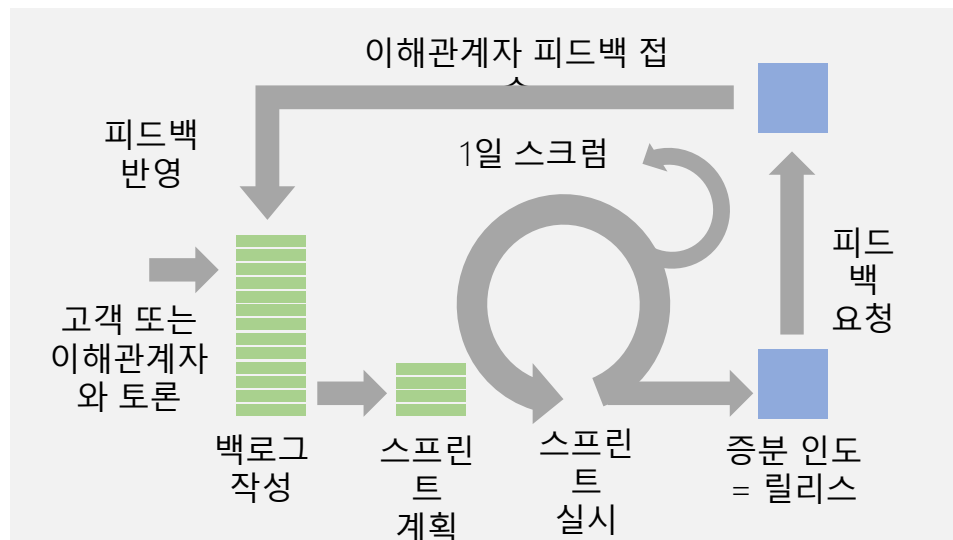 이해관계자 피드백 접
수
피드백
반영
1일 스크럼
피드
백
요청
고객 또는
이해관계자
와 토론
백로그
작성
스프린
트
계획
스프린
트
실시
증분 인도
= 릴리스